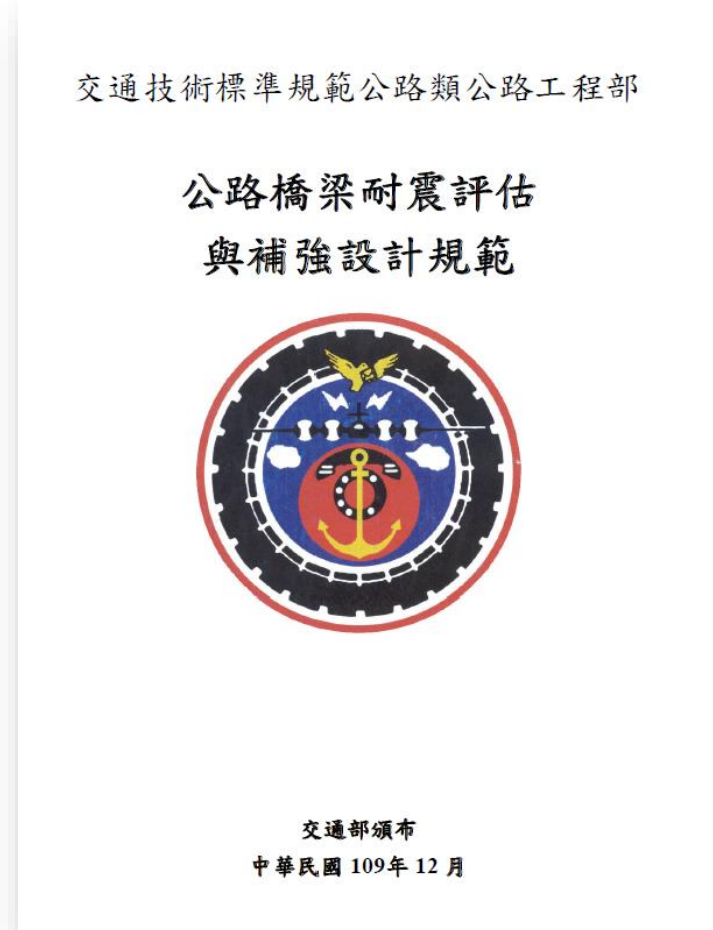 交通技術標準規範公路類公路工程部
公路橋梁耐震評估
與補強設計規範
交通部頒布
中華民國 109年 12 月